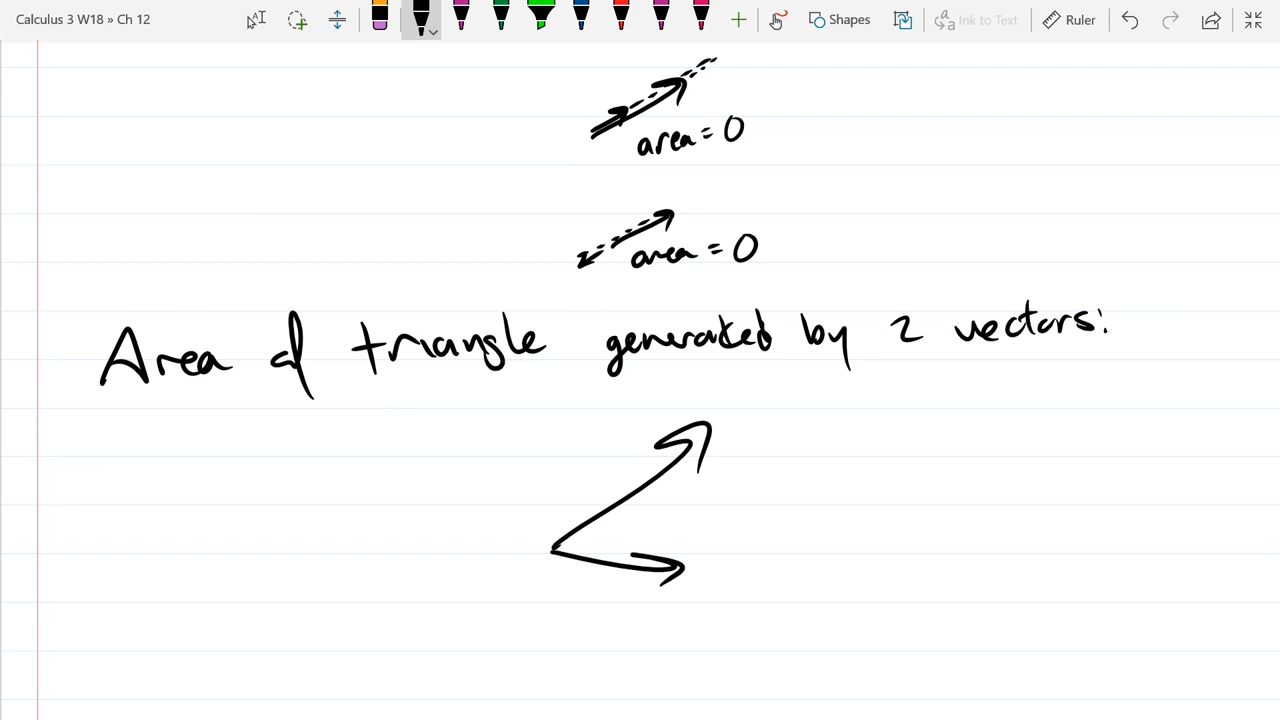 Calculus 3 W18 » Ch 12
Shapes
Link to Text
Ruler
area = 0
area = 0
Area of triangle generated by 2 vectors: